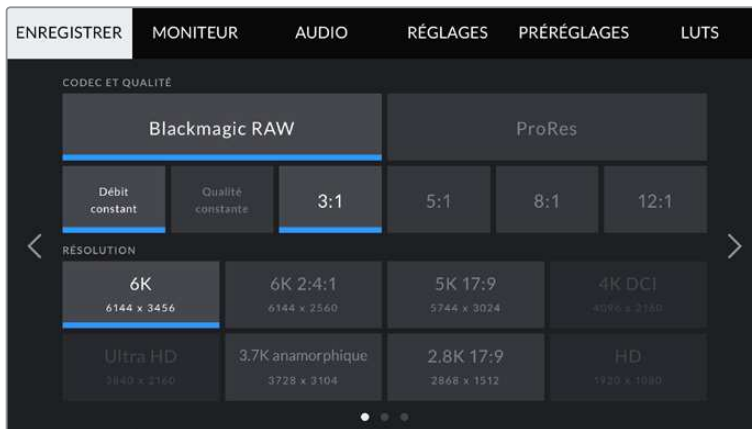 ENREGISTRER MONITEUR AUDIO RÉGLAGES PRÉRÉGLAGES LUTS
CODEC ET QUALITÉ
Blackmagic RAW ProRes
Débit constant Qualité constante 3:1 5:1 8:1 12:1
RÉSOLUTION
6K 6K 2:4:1 5K 17:9 4K DCI
6144 x 3456 6144 x 2560 5744 x 3024 4096 x 2160
Ultra HD 3.7K anamorphique 2.8K 17:9 HD
3840 x 2160 3728 x 3104 2868 x 1512 1920 x 1080